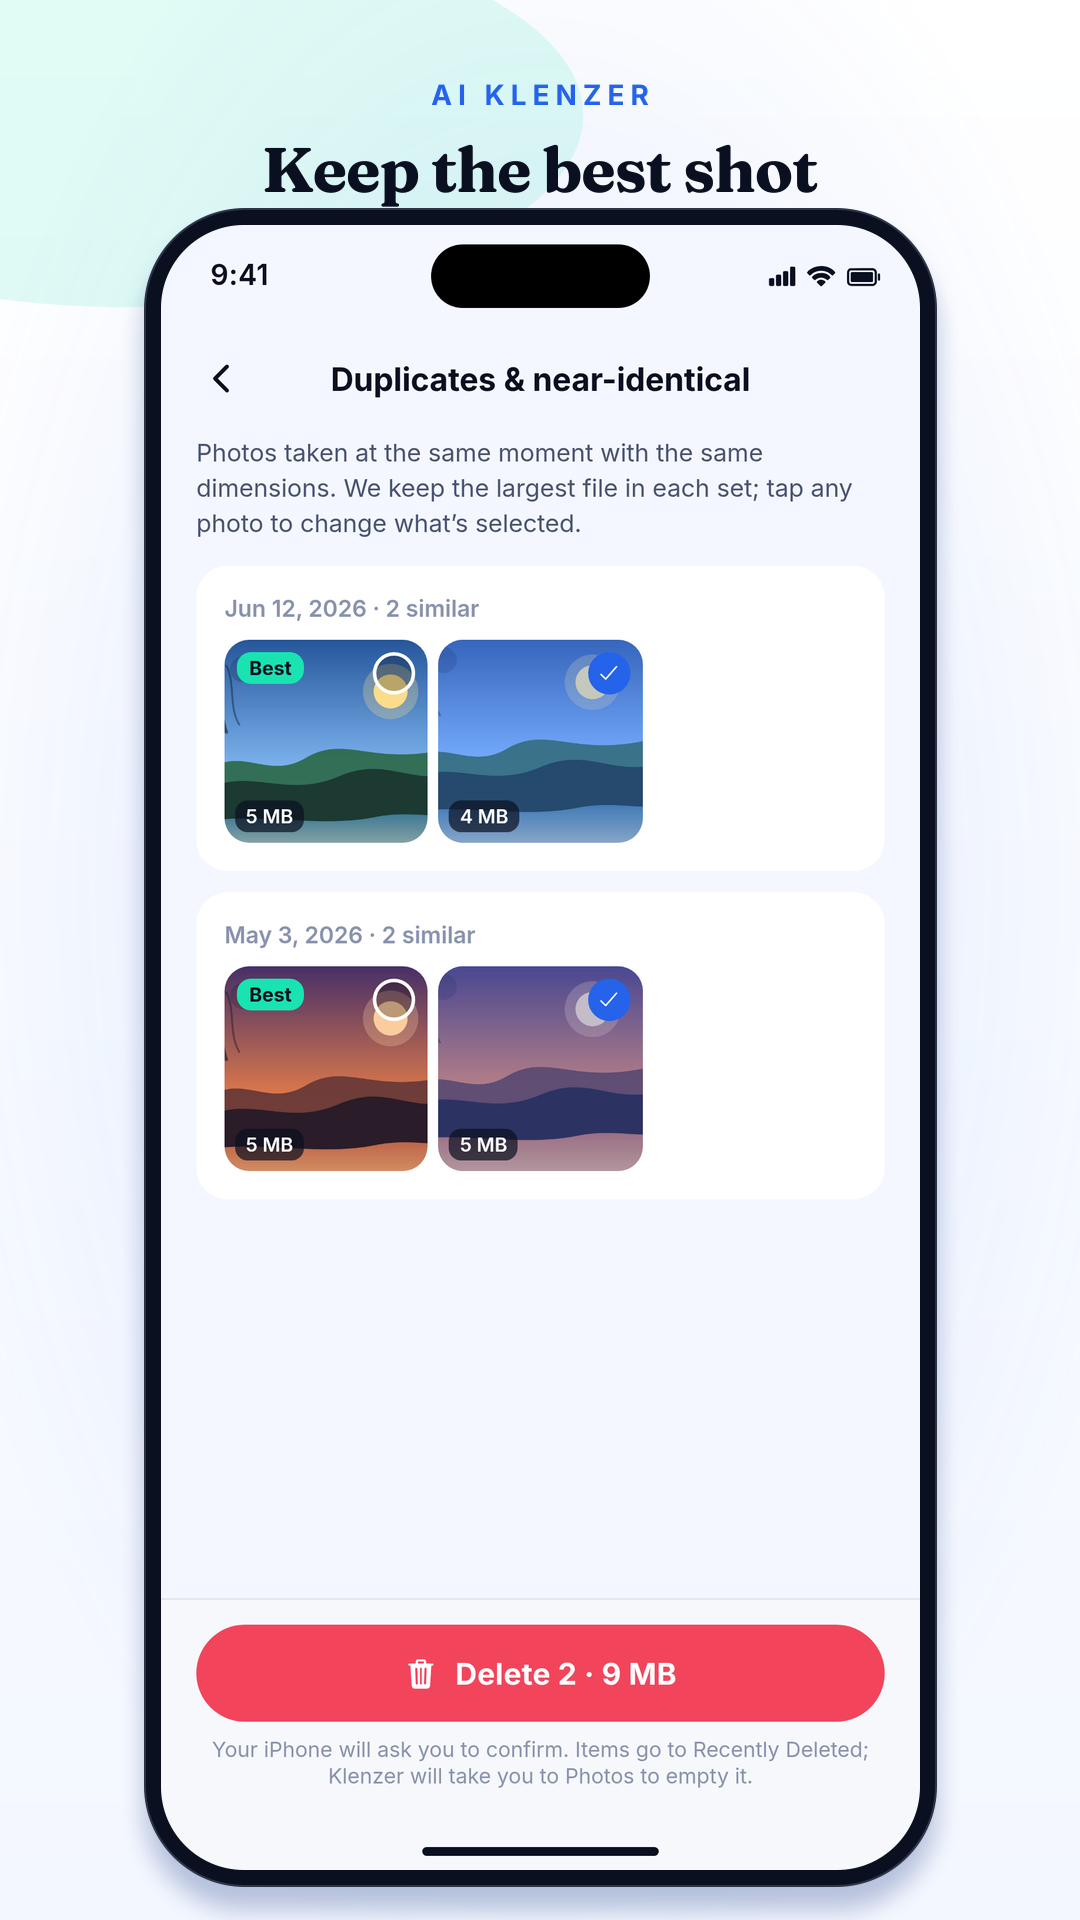 AI KLENZER
Keep the best shot
9:41
Duplicates & near-identical
Photos taken at the same moment with the same
dimensions. We keep the largest file in each set; tap any
photo to change what’s selected.
Jun 12, 2026 · 2 similar
Best
5 MB
4 MB
May 3, 2026 · 2 similar
Best
5 MB
5 MB
Delete 2 · 9 MB
Your iPhone will ask you to confirm. Items go to Recently Deleted;
Klenzer will take you to Photos to empty it.